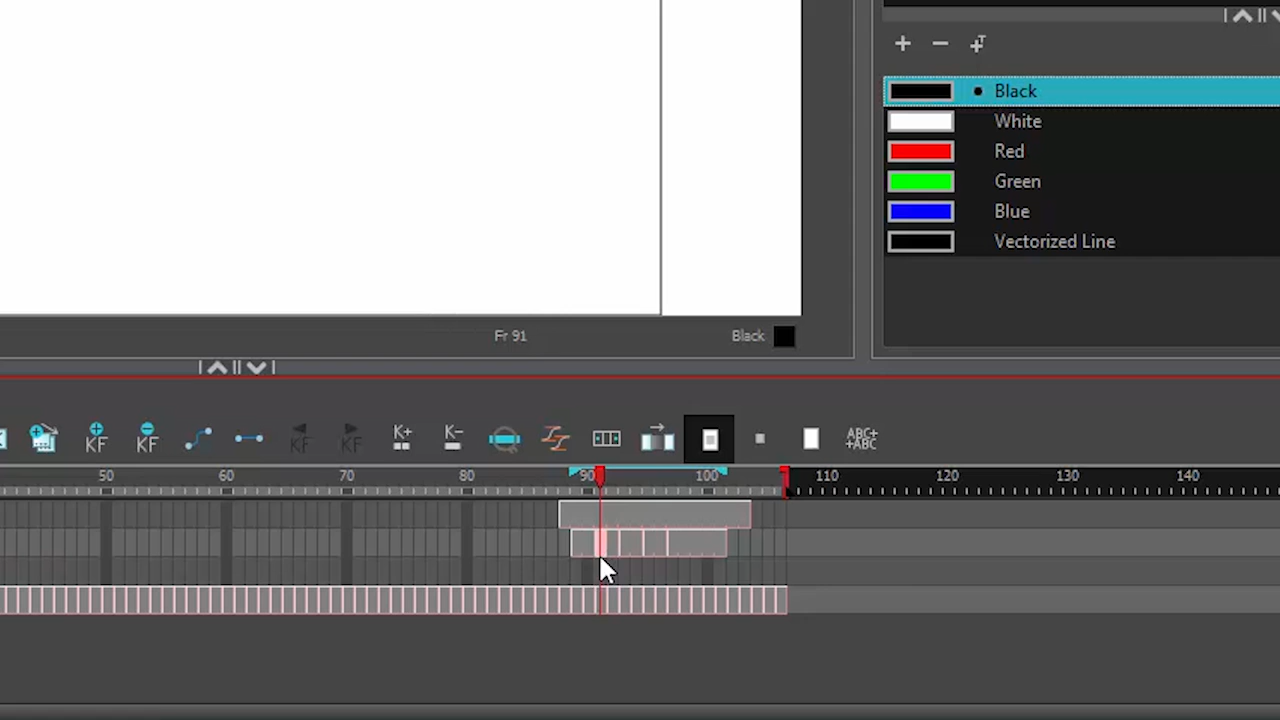 Black
White
Red
Green
Blue
Vectorized Line
Fr 91
Black
KF KF KF KF K+ K- ABC+ +ABC
50 60 70 80 90 100 110 120 130 140